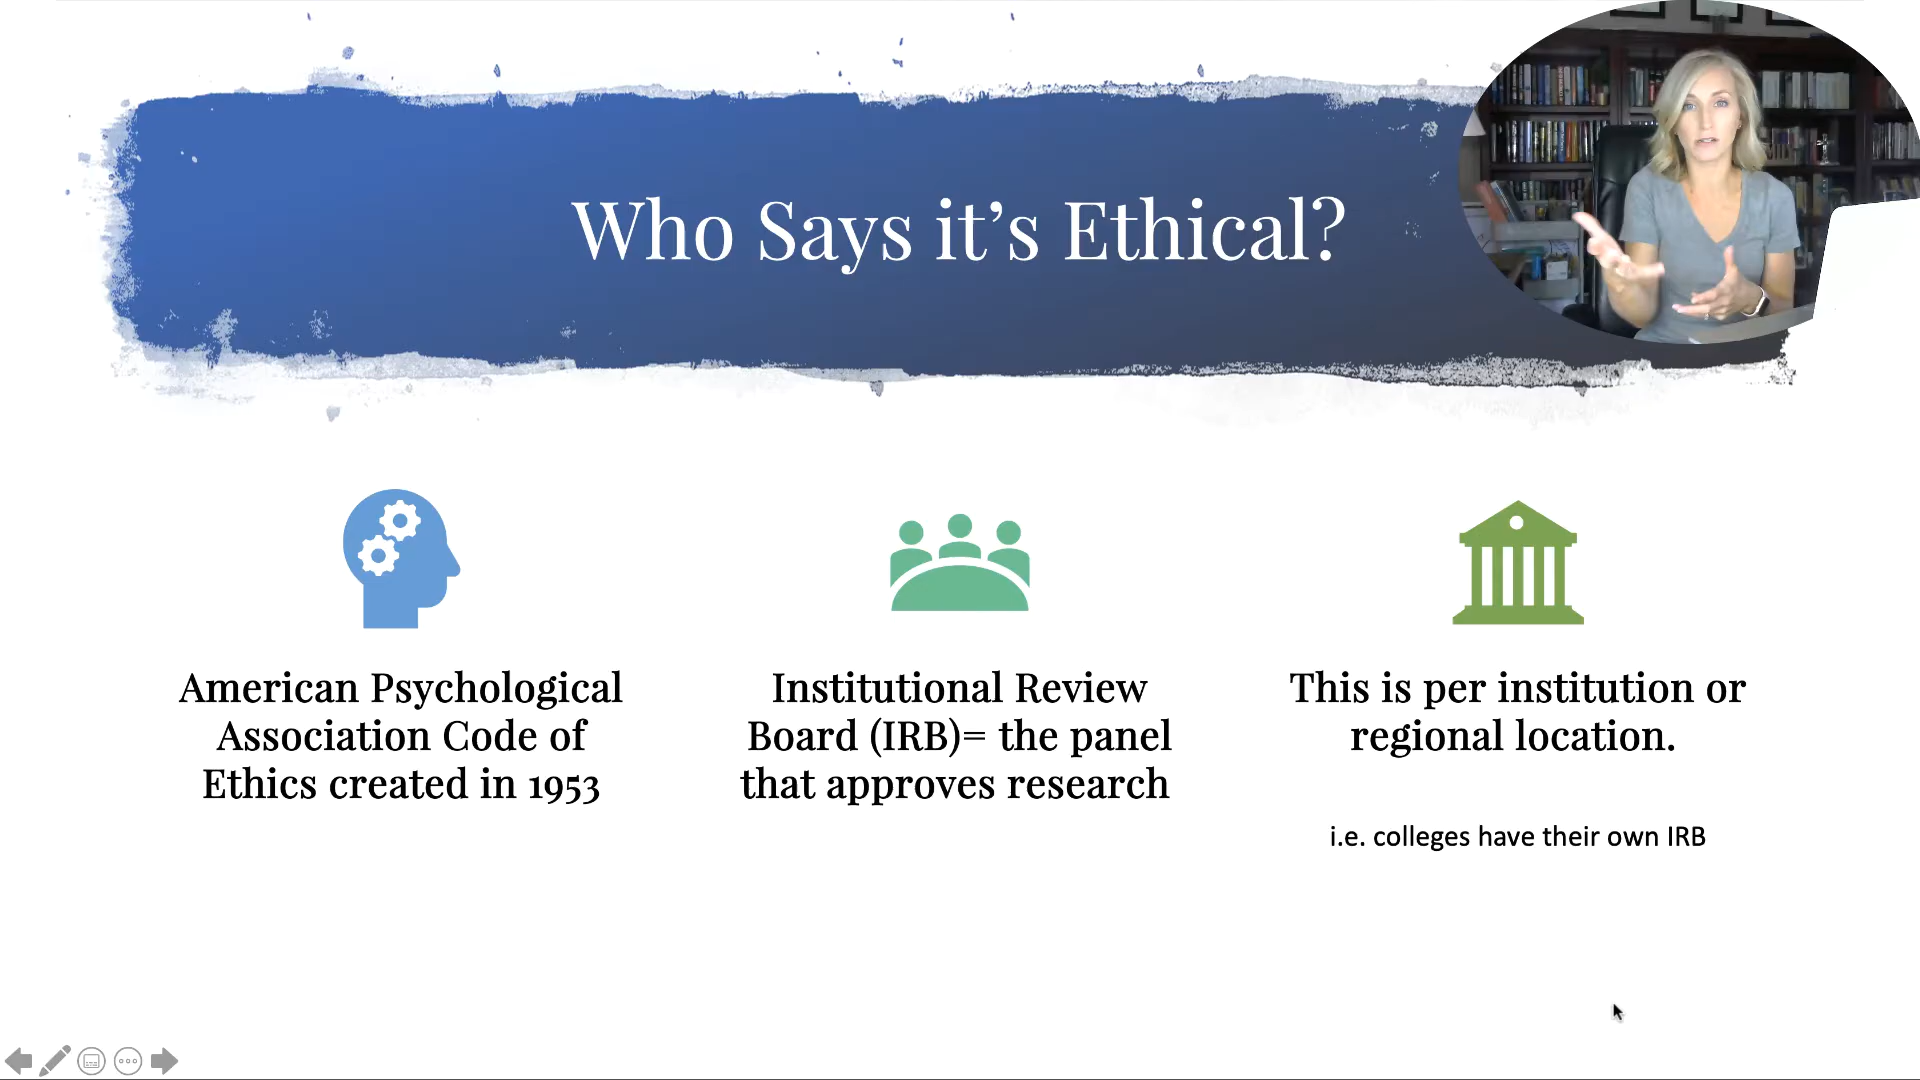 Who Says it’s Ethical?
American Psychological
Association Code of
Ethics created in 1953
Institutional Review
Board (IRB)= the panel
that approves research
This is per institution or
regional location.
i.e. colleges have their own IRB